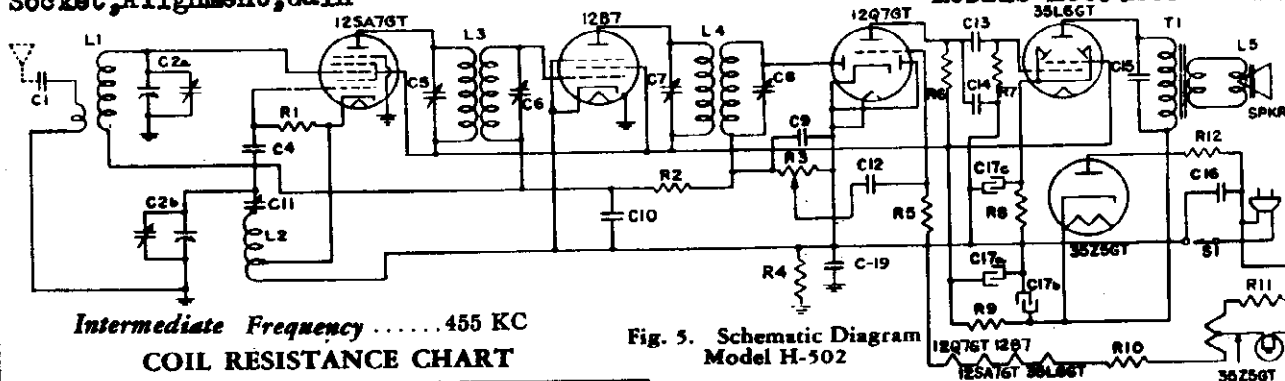 Socket, Alignment, Gain
12SA7GT
12B7
12Q7GT
35L6GT
L1
C2a
C1
R1
C4
C2b
C11
L2
C5
L3
C6
C7
L4
C8
C9
R3
R2
C10
C12
R4
C-19
R5
R6
C13
C14
R7
C15
T1
L5
SPKR
C17c
R8
R12
C16
35Z5GT
S1
C17a
C17b
R9
R11
12Q7GT 12B7
12SA7GT 35L6GT
R10
35Z5GT
Intermediate Frequency ...... 455 KC
COIL RESISTANCE CHART
Fig. 5. Schematic Diagram
Model H-502